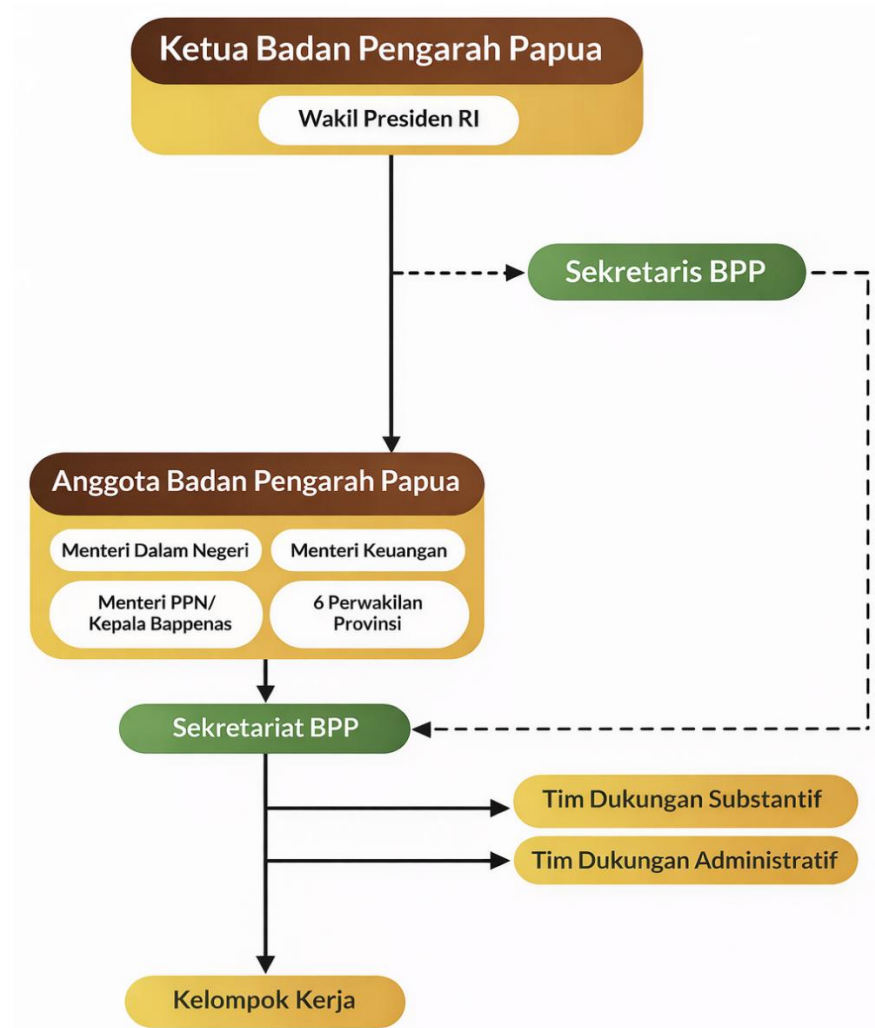 Ketua Badan Pengarah Papua
Wakil Presiden RI
Sekretaris BPP
Anggota Badan Pengarah Papua
Menteri Dalam Negeri
Menteri Keuangan
Menteri PPN/
Kepala Bappenas
6 Perwakilan
Provinsi
Sekretariat BPP
Tim Dukungan Substantif
Tim Dukungan Administratif
Kelompok Kerja